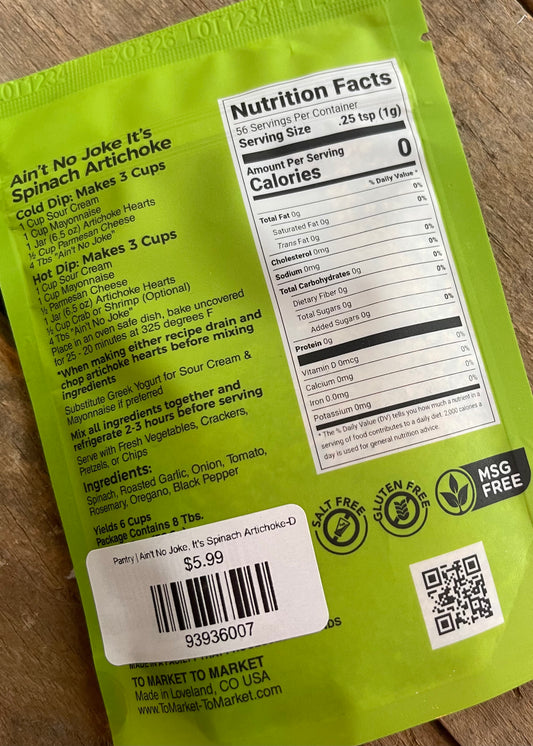 EXP326 LOT1234
LOT1234
Ain't No Joke It's
Spinach Artichoke
Cold Dip: Makes 3 Cups
1 Cup Sour Cream
1 Cup Mayonnaise
1 Jar (6.5 oz) Artichoke Hearts
½ Cup Parmesan Cheese
4 Tbs "Ain't No Joke"
Hot Dip: Makes 3 Cups
1 Cup Sour Cream
1 Cup Mayonnaise
½ Parmesan Cheese
1 Jar (6.5 oz) Artichoke Hearts
½ Cup Crab or Shrimp (Optional)
4 Tbs "Ain't No Joke"
Place in an oven safe dish, bake uncovered
for 25 - 20 minutes at 325 degrees F
*When making either recipe drain and
chop artichoke hearts before mixing
ingredients
Substitute Greek Yogurt for Sour Cream &
Mayonnaise if preferred
Mix all ingredients together and
refrigerate 2-3 hours before serving
Serve with Fresh Vegetables, Crackers,
Pretzels, or Chips
Ingredients:
Spinach, Roasted Garlic, Onion, Tomato,
Rosemary, Oregano, Black Pepper
Yields 6 Cups
Package Contains 8 Tbs.
Pantry | Ain't No Joke, It's Spinach Artichoke-D
$5.99
93936007
TO MARKET TO MARKET
Made in Loveland, CO USA
www.ToMarket-ToMarket.com
Nutrition Facts
56 Servings Per Container
Serving Size .25 tsp (1g)
Amount Per Serving
Calories 0
% Daily Value *
Total Fat 0g 0%
Saturated Fat 0g 0%
Trans Fat 0g
Cholesterol 0mg 0%
Sodium 0mg 0%
Total Carbohydrates 0g 0%
Dietary Fiber 0g 0%
Total Sugars 0g
Added Sugars 0g 0%
Protein 0g
Vitamin D 0mcg 0%
Calcium 0mg 0%
Iron 0.0mg 0%
Potassium 0mg 0%
* The % Daily Value (DV) tells you how much a nutrient in a
serving of food contributes to a daily diet. 2,000 calories a
day is used for general nutrition advice.
SALT FREE
GLUTEN FREE
MSG
FREE